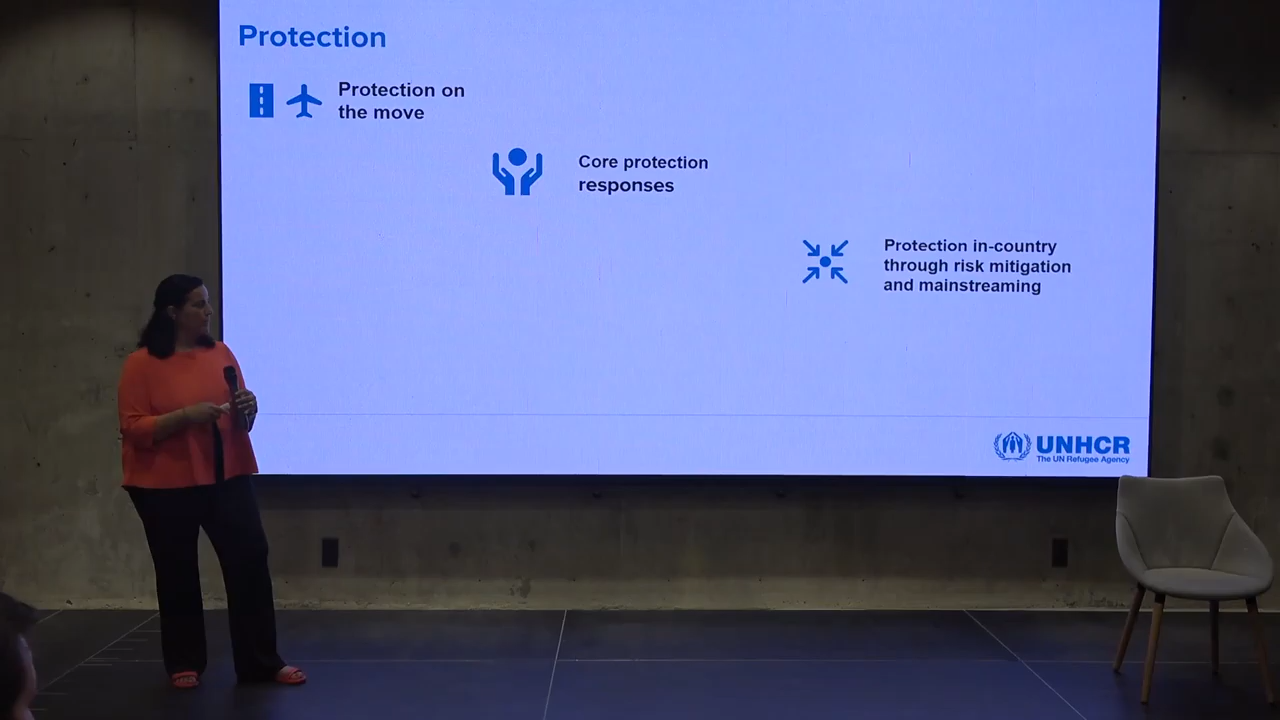 Protection
Protection on
the move
Core protection
responses
Protection in-country
through risk mitigation
and mainstreaming
UNHCR
The UN Refugee Agency